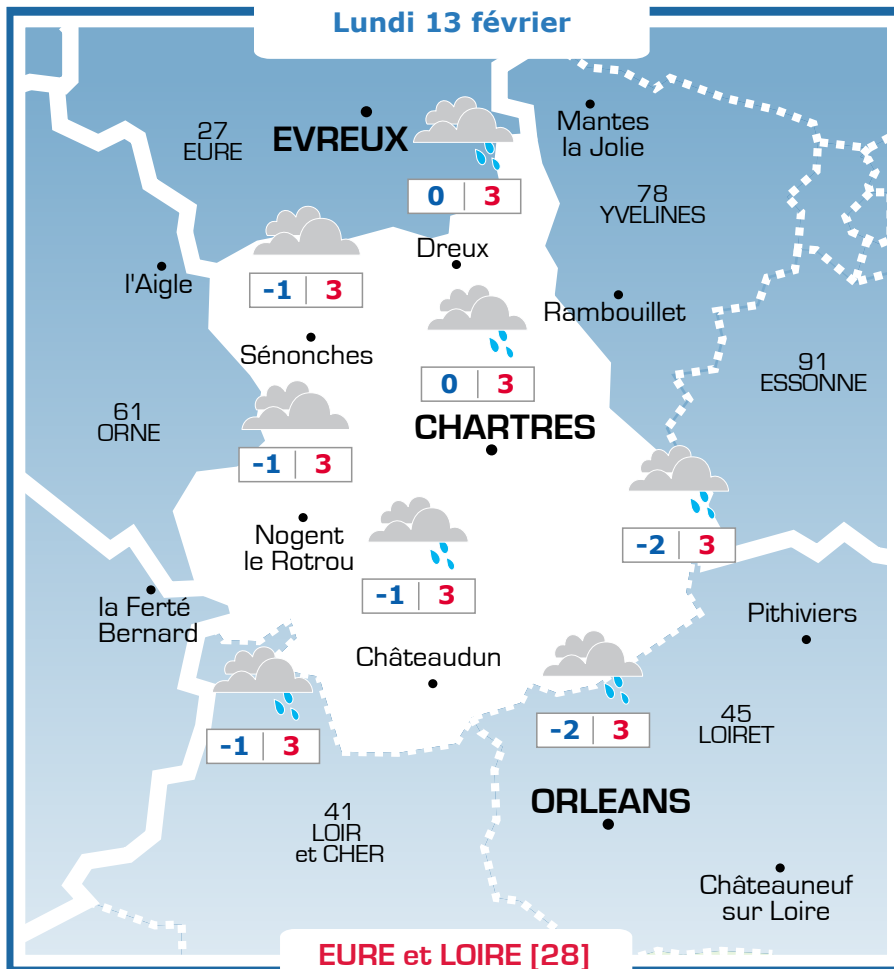 Lundi 13 février
27
EURE
EVREUX
Mantes
la Jolie
0 3
78
YVELINES
Dreux
l'Aigle
-1 3
Rambouillet
Sénonches
0 3
91
ESSONNE
61
ORNE
CHARTRES
-1 3
Nogent
le Rotrou
-2 3
-1 3
la Ferté
Bernard
Pithiviers
Châteaudun
-1 3
-2 3
45
LOIRET
ORLEANS
41
LOIR
et CHER
Châteauneuf
sur Loire
EURE et LOIRE [28]